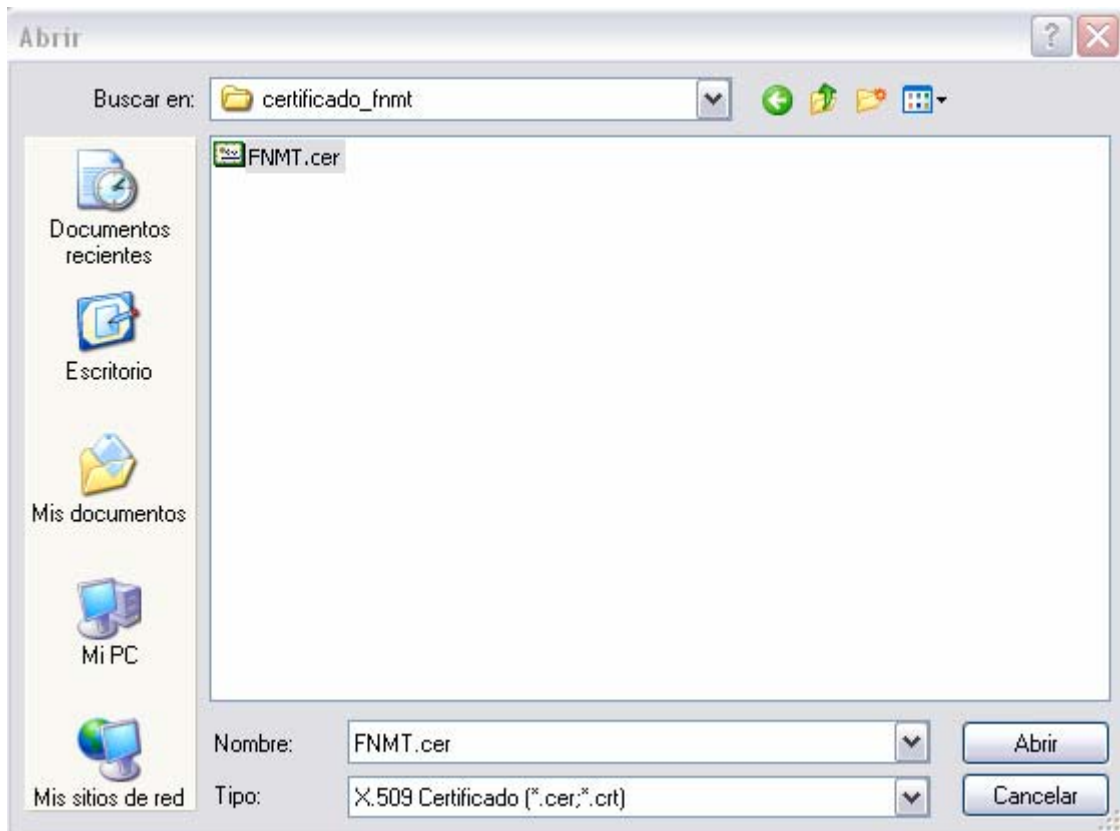 Abrir
Buscar en: certificado_fnmt
FNMT.cer
Documentos
recientes
Escritorio
Mis documentos
Mi PC
Mis sitios de red
Nombre: FNMT.cer Abrir
Tipo: X.509 Certificado (*.cer;*.crt) Cancelar